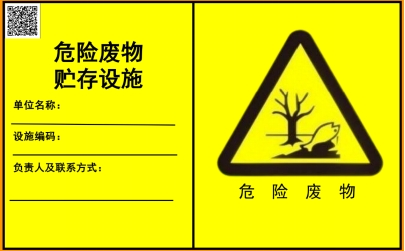 危险废物
贮存设施
单位名称：
设施编码：
负责人及联系方式：
危险废物